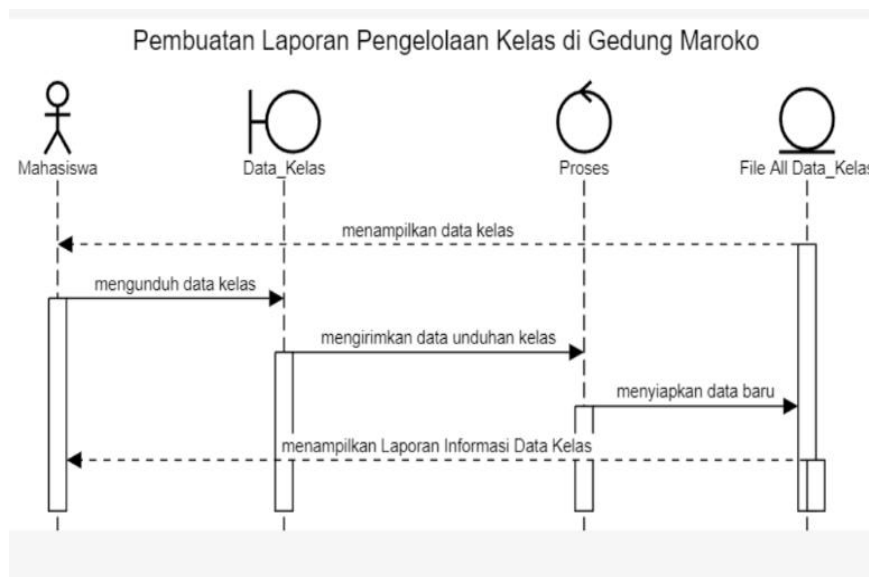 Pembuatan Laporan Pengelolaan Kelas di Gedung Maroko
Mahasiswa
Data_Kelas
Proses
File All Data_Kelas
menampilkan data kelas
mengunduh data kelas
mengirimkan data unduhan kelas
menyiapkan data baru
menampilkan Laporan Informasi Data Kelas